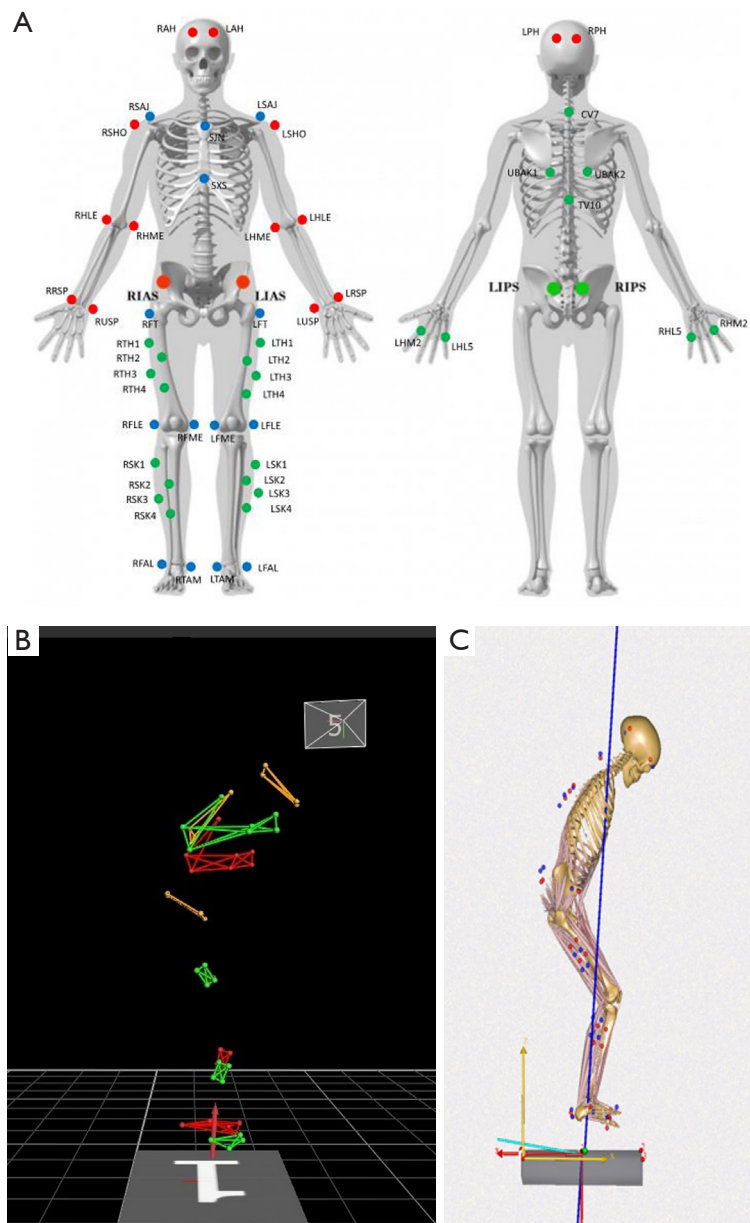 A
RAH LAH
LPH RPH
RSAJ LSAJ
RSHO SJN LSHO
CV7
SXS
UBAK1 UBAK2
TV10
RHLE LHLE
RHME LHME
RIAS LIAS
LIPS RIPS
RRSP LRSP
RUSP LUSP
RFT LFT
LHM2 LHL5 RHL5 RHM2
RTH1 LTH1
RTH2 LTH2
RTH3 LTH3
RTH4 LTH4
RFLE RFME LFME LFLE
RSK1 LSK1
RSK2 LSK2
RSK3 LSK3
RSK4 LSK4
RFAL RTAM LTAM LFAL
B
5
C
Z
X